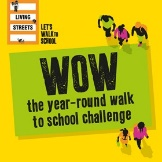 LIVING
STREETS
LET'S
WALK TO
SCHOOL
WOW
the year-round walk
to school challenge